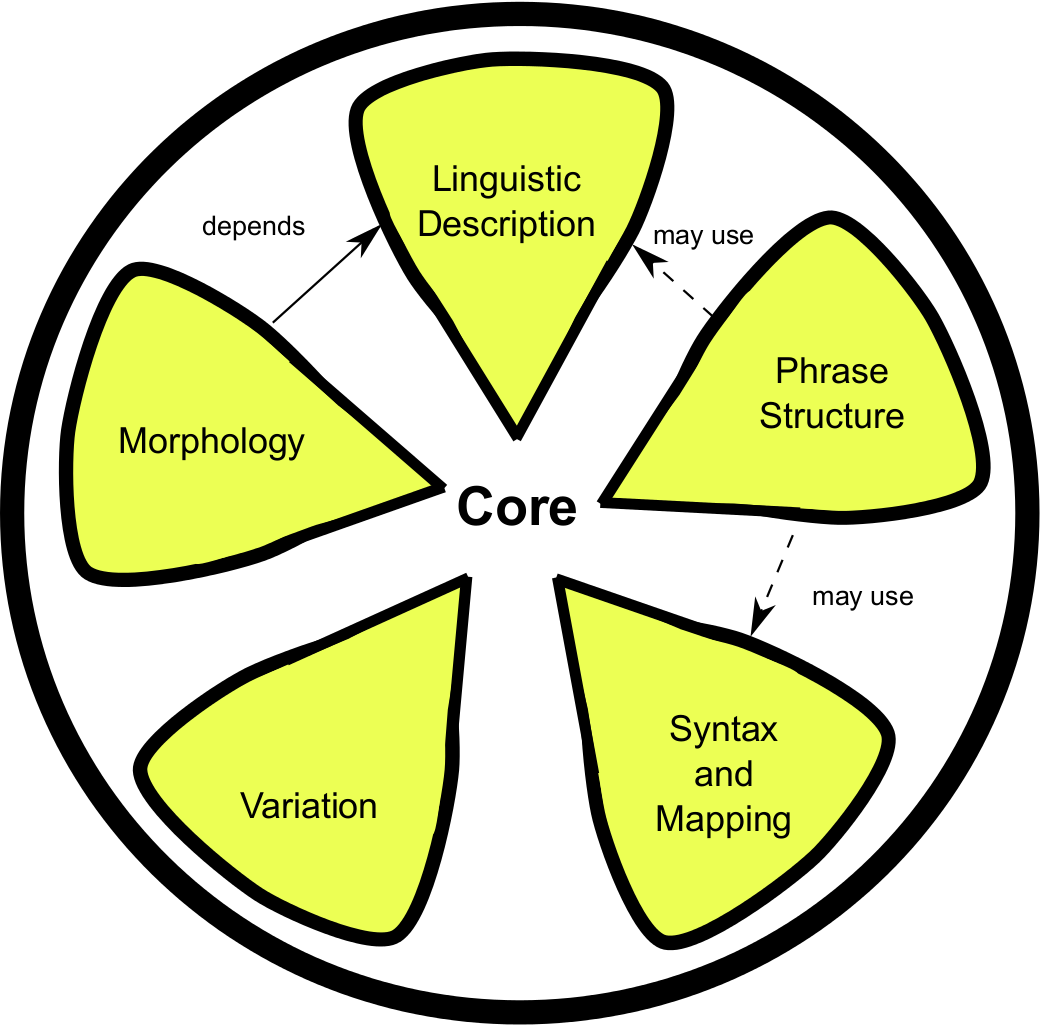 Linguistic
Description
depends
may use
Phrase
Structure
Morphology
Core
may use
Syntax
and
Mapping
Variation